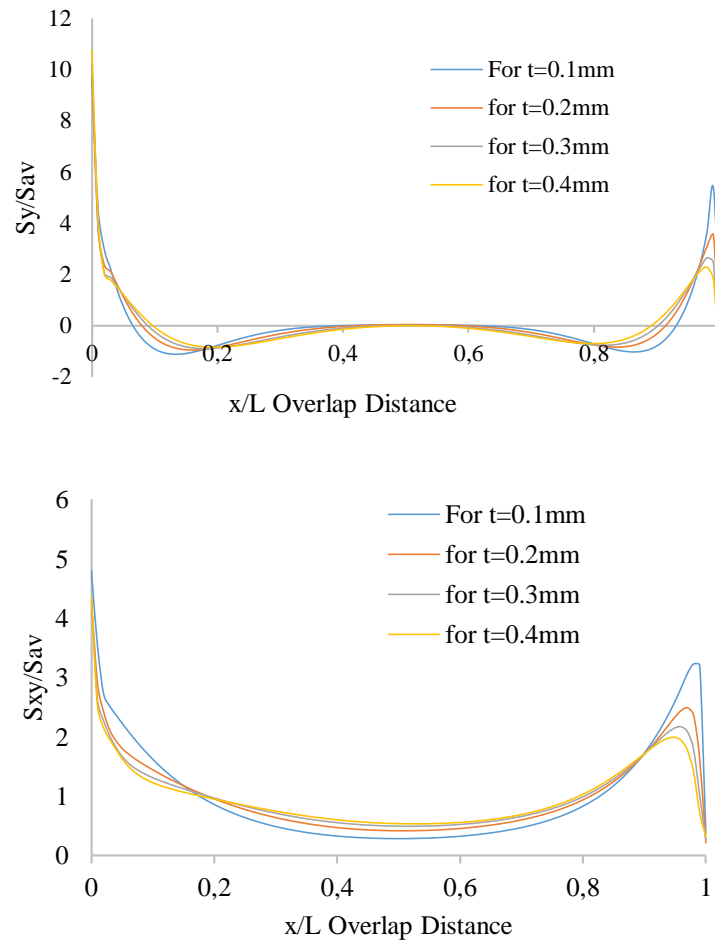 12
10
8
6
4
2
0
-2
Sy/Sav
For t=0.1mm
for t=0.2mm
for t=0.3mm
for t=0.4mm
0 0,2 0,4 0,6 0,8
x/L Overlap Distance
6
5
4
3
2
1
0
Sxy/Sav
For t=0.1mm
for t=0.2mm
for t=0.3mm
for t=0.4mm
0 0,2 0,4 0,6 0,8 1
x/L Overlap Distance